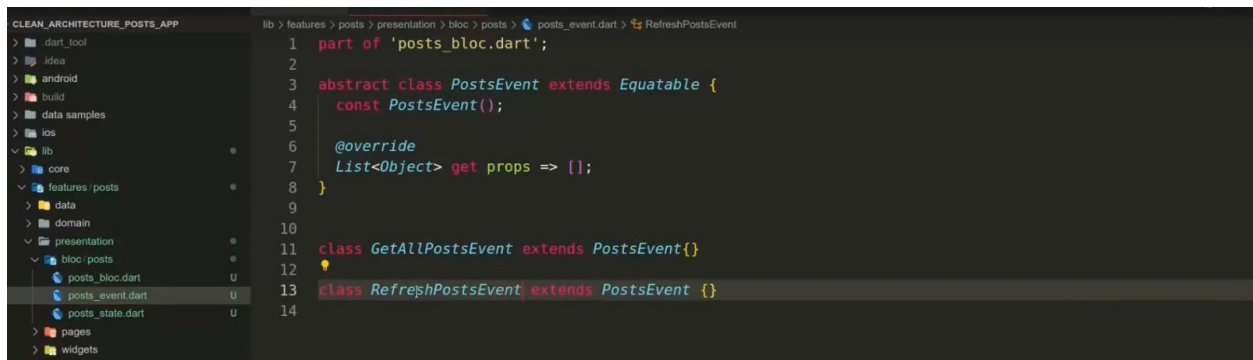 CLEAN_ARCHITECTURE_POSTS_APP
.dart_tool
.idea
android
build
data samples
ios
lib
core
features / posts
data
domain
presentation
bloc / posts
posts_bloc.dart U
posts_event.dart U
posts_state.dart U
pages
widgets
lib > features > posts > presentation > bloc > posts > posts_event.dart > RefreshPostsEvent
1 part of 'posts_bloc.dart';
2
3 abstract class PostsEvent extends Equatable {
4 const PostsEvent();
5
6 @override
7 List<Object> get props => [];
8 }
9
10
11 class GetAllPostsEvent extends PostsEvent{}
12
13 class RefreshPostsEvent extends PostsEvent {}
14